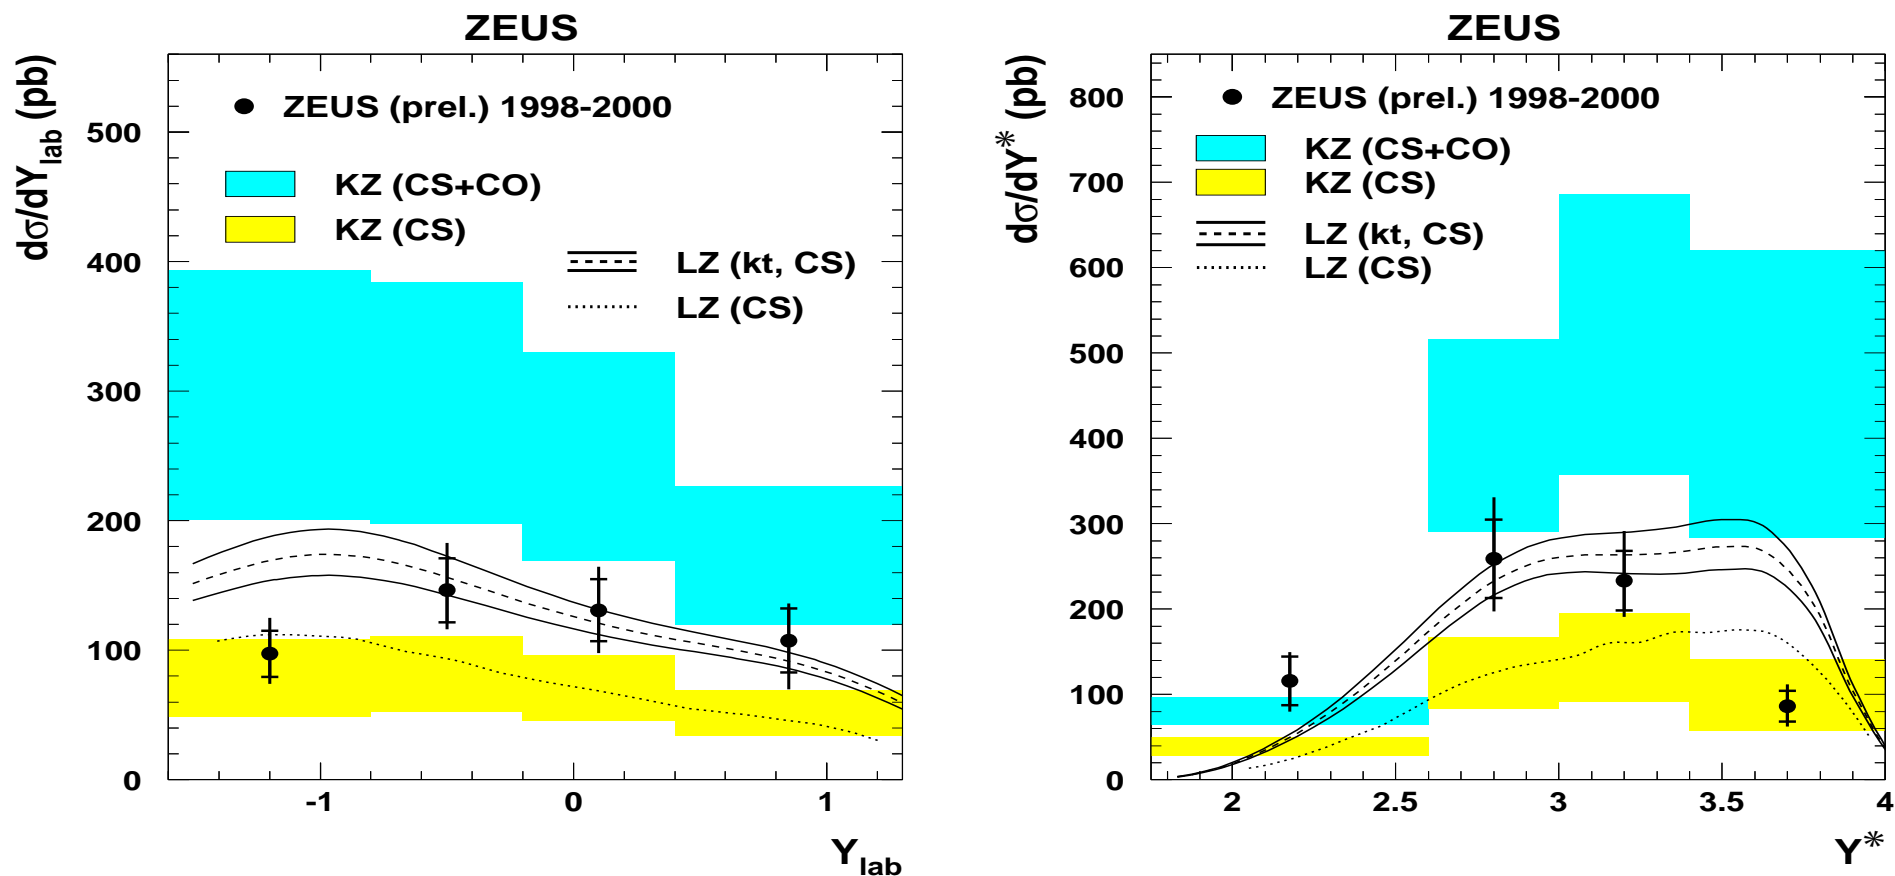 ZEUS
dσ/dY_lab (pb)
ZEUS (prel.) 1998-2000
KZ (CS+CO)
KZ (CS)
LZ (kt, CS)
LZ (CS)
500
400
300
200
100
0
-1 0 1
Y_lab
ZEUS
dσ/dY* (pb)
ZEUS (prel.) 1998-2000
KZ (CS+CO)
KZ (CS)
LZ (kt, CS)
LZ (CS)
800
700
600
500
400
300
200
100
0
2 2.5 3 3.5 4
Y*